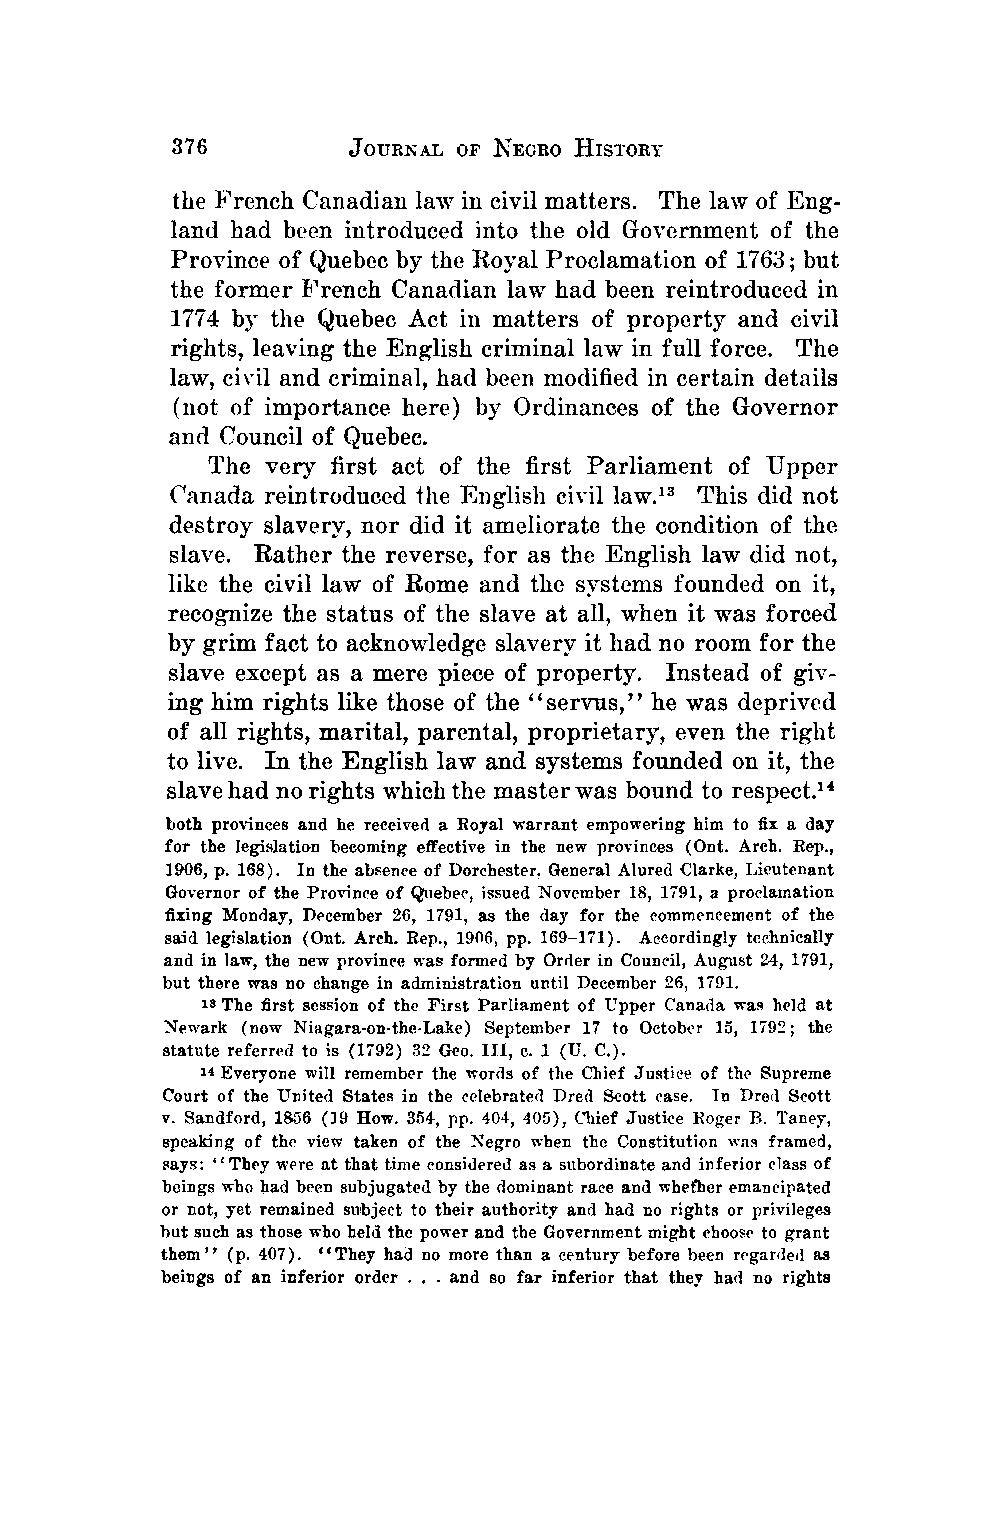 376 JOURNAL OF NEGRO HISTORY
the French Canadian law in civil matters. The law of Eng-
land had been introduced into the old Government of the
Province of Quebec by the Royal Proclamation of 1763; but
the former French Canadian law had been reintroduced in
1774 by the Quebec Act in matters of property and civil
rights, leaving the English criminal law in full force. The
law, civil and criminal, had been modified in certain details
(not of importance here) by Ordinances of the Governor
and Council of Quebec.
The very first act of the first Parliament of Upper
Canada reintroduced the English civil law.¹³ This did not
destroy slavery, nor did it ameliorate the condition of the
slave. Rather the reverse, for as the English law did not,
like the civil law of Rome and the systems founded on it,
recognize the status of the slave at all, when it was forced
by grim fact to acknowledge slavery it had no room for the
slave except as a mere piece of property. Instead of giv-
ing him rights like those of the "servus," he was deprived
of all rights, marital, parental, proprietary, even the right
to live. In the English law and systems founded on it, the
slave had no rights which the master was bound to respect.¹⁴
both provinces and he received a Royal warrant empowering him to fix a day
for the legislation becoming effective in the new provinces (Ont. Arch. Rep.,
1906, p. 168). In the absence of Dorchester, General Alured Clarke, Lieutenant
Governor of the Province of Quebec, issued November 18, 1791, a proclamation
fixing Monday, December 26, 1791, as the day for the commencement of the
said legislation (Ont. Arch. Rep., 1906, pp. 169–171). Accordingly technically
and in law, the new province was formed by Order in Council, August 24, 1791,
but there was no change in administration until December 26, 1791.
¹³ The first session of the First Parliament of Upper Canada was held at
Newark (now Niagara-on-the-Lake) September 17 to October 15, 1792; the
statute referred to is (1792) 32 Geo. III, c. 1 (U. C.).
¹⁴ Everyone will remember the words of the Chief Justice of the Supreme
Court of the United States in the celebrated Dred Scott case. In Dred Scott
v. Sandford, 1856 (19 How. 354, pp. 404, 405), Chief Justice Roger B. Taney,
speaking of the view taken of the Negro when the Constitution was framed,
says: "They were at that time considered as a subordinate and inferior class of
beings who had been subjugated by the dominant race and whether emancipated
or not, yet remained subject to their authority and had no rights or privileges
but such as those who held the power and the Government might choose to grant
them" (p. 407). "They had no more than a century before been regarded as
beings of an inferior order . . . and so far inferior that they had no rights